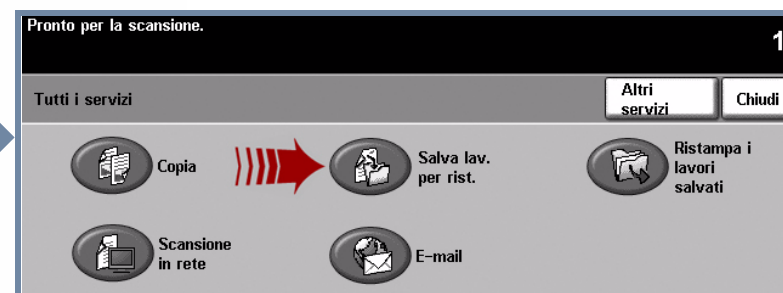 Pronto per la scansione.
1
Tutti i servizi
Altri
servizi
Chiudi
Copia
Salva lav.
per rist.
Ristampa i
lavori
salvati
Scansione
in rete
E-mail